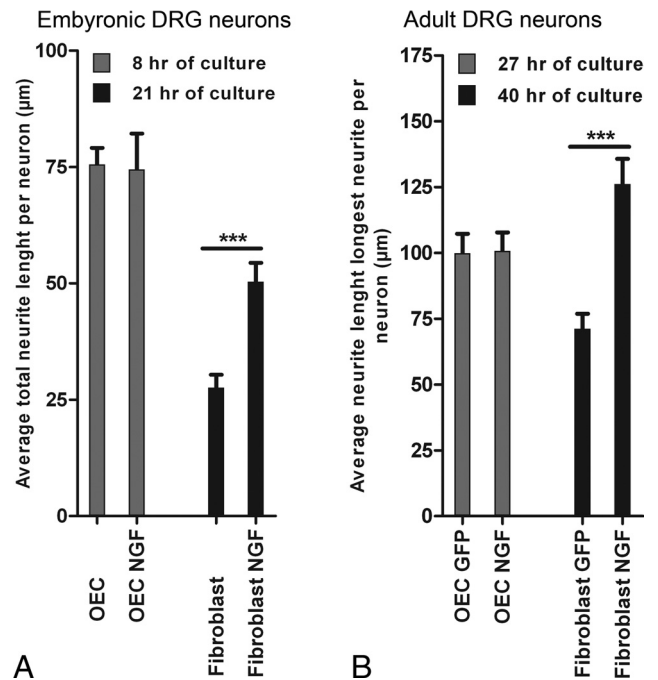 Embyronic DRG neurons
Average total neurite lenght per neuron (µm)
100
75
50
25
0
8 hr of culture
21 hr of culture
***
OEC
OEC NGF
Fibroblast
Fibroblast NGF
A
Adult DRG neurons
Average neurite lenght longest neurite per
neuron (µm)
175
150
125
100
75
50
25
0
27 hr of culture
40 hr of culture
***
OEC GFP
OEC NGF
Fibroblast GFP
Fibroblast NGF
B